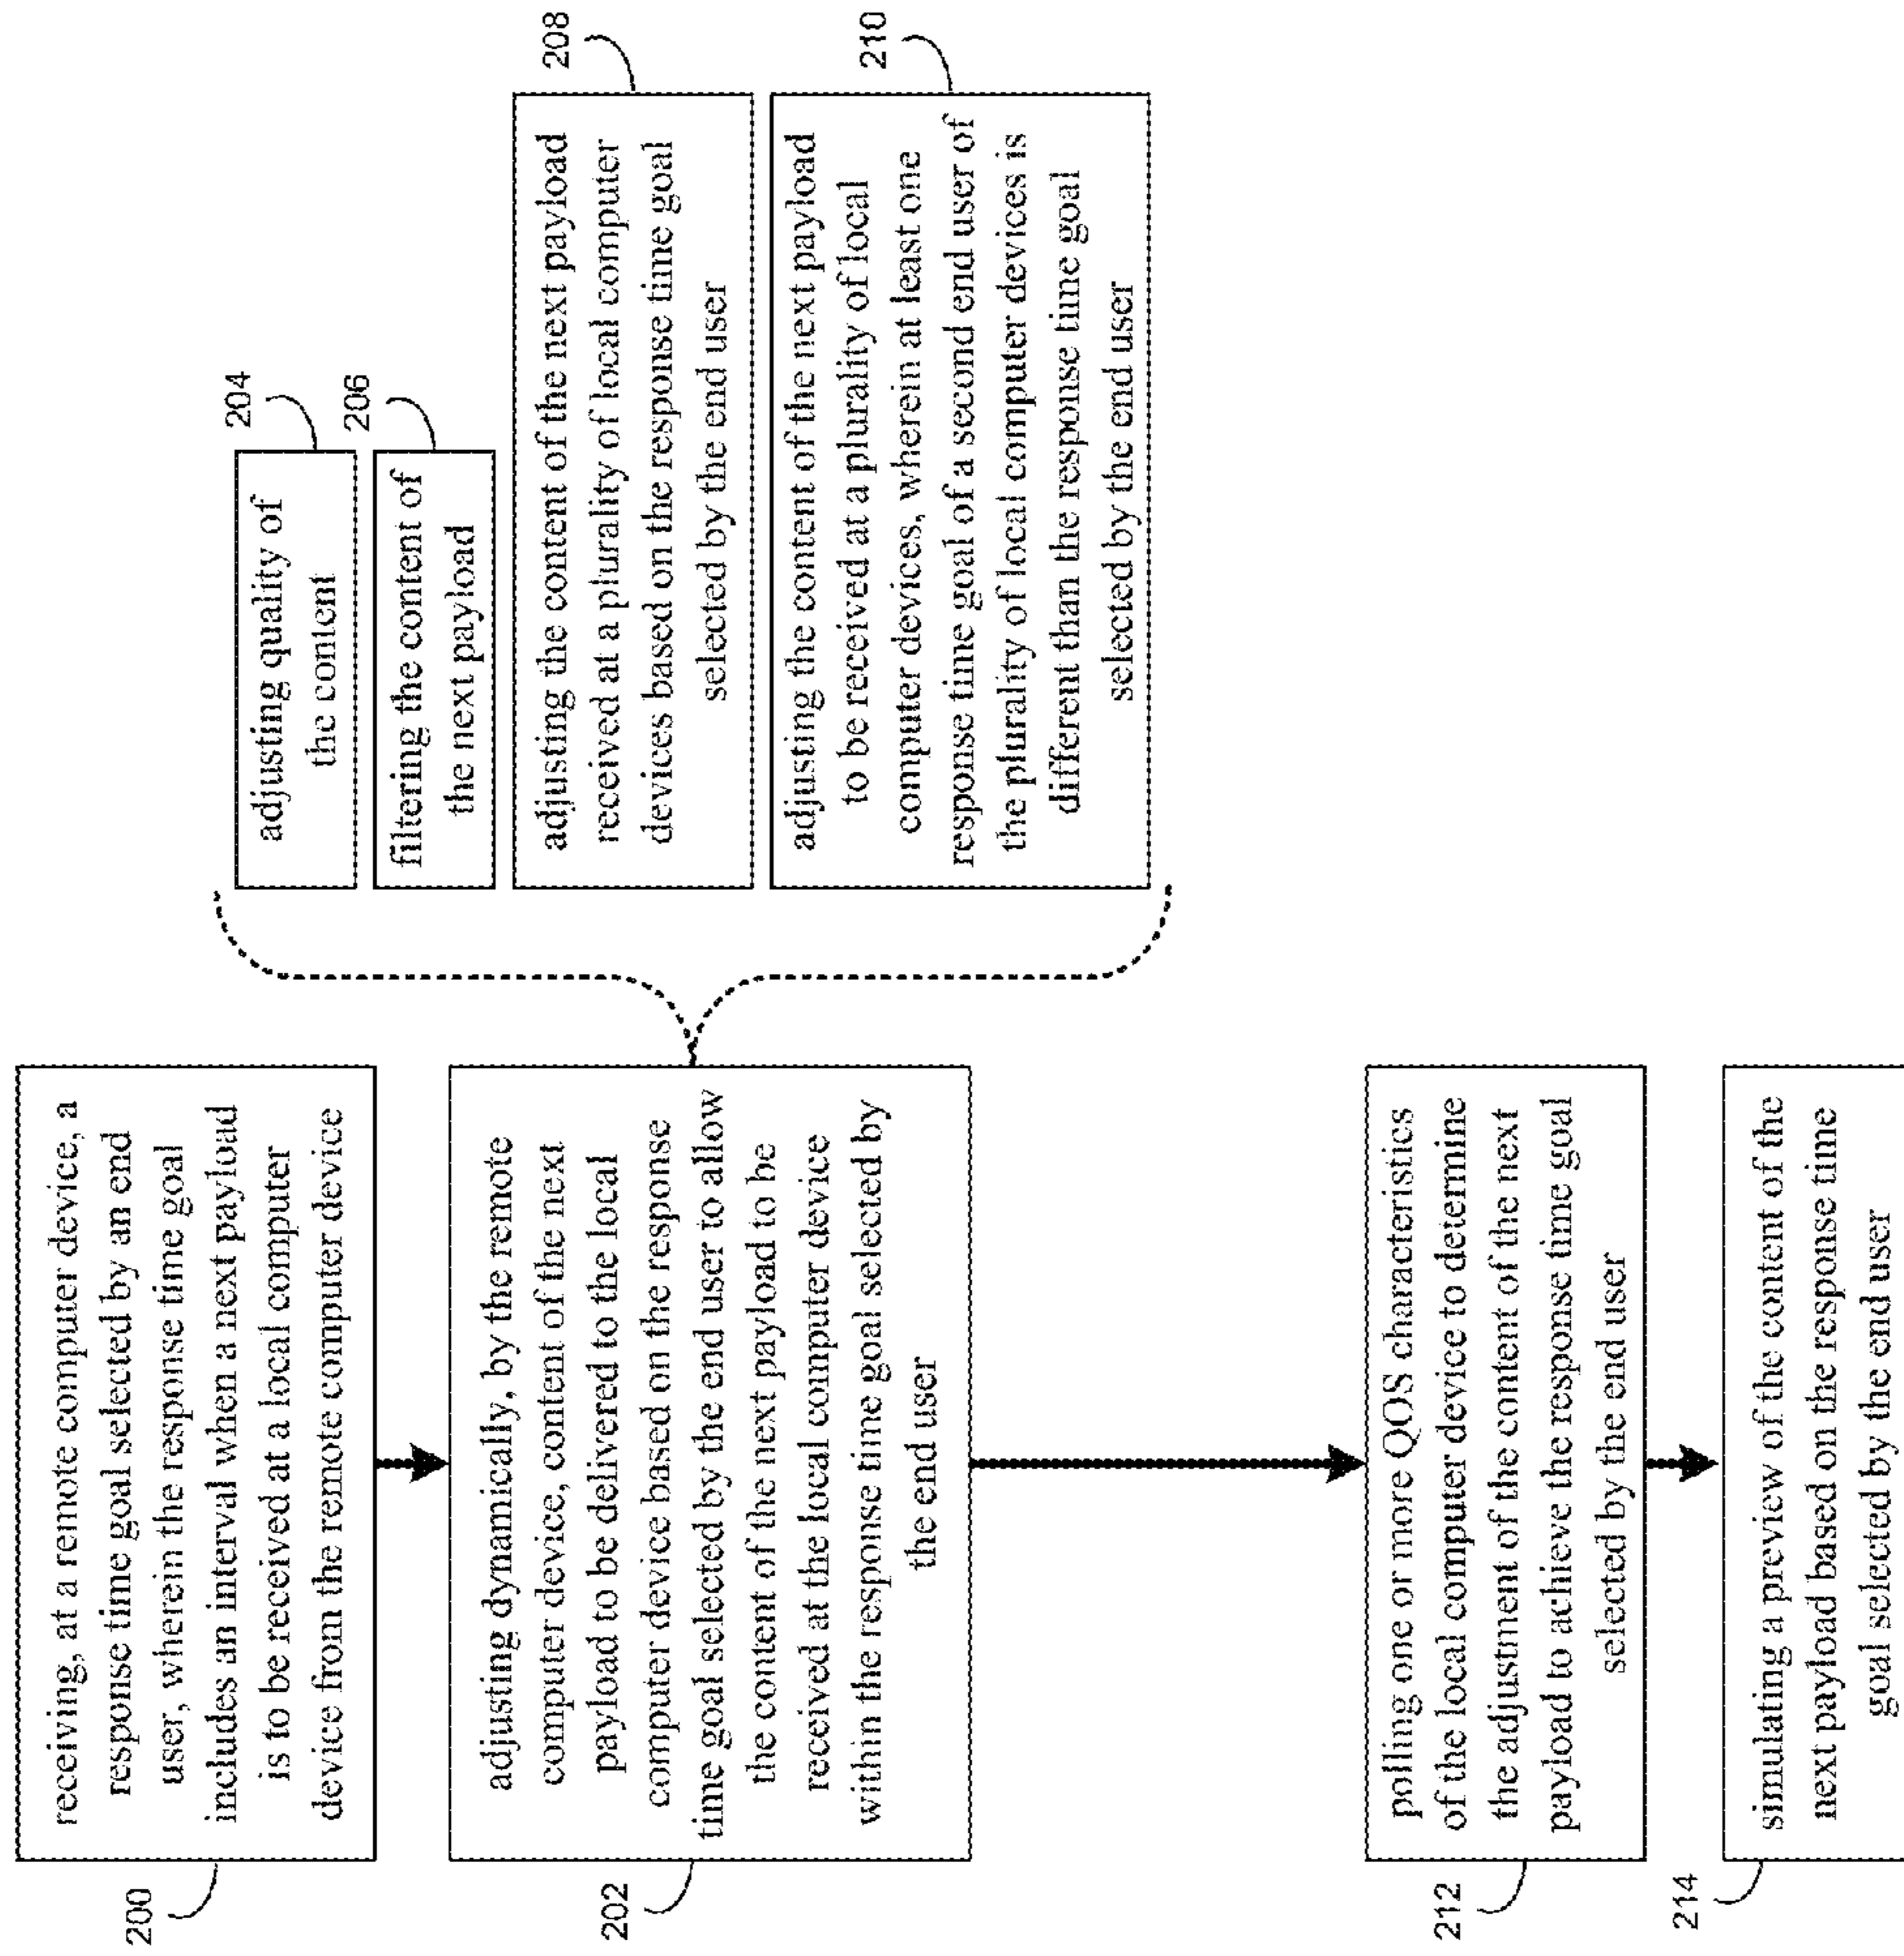 200
receiving, at a remote computer device, a
response time goal selected by an end
user, wherein the response time goal
includes an interval when a next payload
is to be received at a local computer
device from the remote computer device
202
adjusting dynamically, by the remote
computer device, content of the next
payload to be delivered to the local
computer device based on the response
time goal selected by the end user to allow
the content of the next payload to be
received at the local computer device
within the response time goal selected by
the end user
204
adjusting quality of
the content
206
filtering the content of
the next payload
208
adjusting the content of the next payload
received at a plurality of local computer
devices based on the response time goal
selected by the end user
210
adjusting the content of the next payload
to be received at a plurality of local
computer devices, wherein at least one
response time goal of a second end user of
the plurality of local computer devices is
different than the response time goal
selected by the end user
212
polling one or more QOS characteristics
of the local computer device to determine
the adjustment of the content of the next
payload to achieve the response time goal
selected by the end user
214
simulating a preview of the content of the
next payload based on the response time
goal selected by the end user